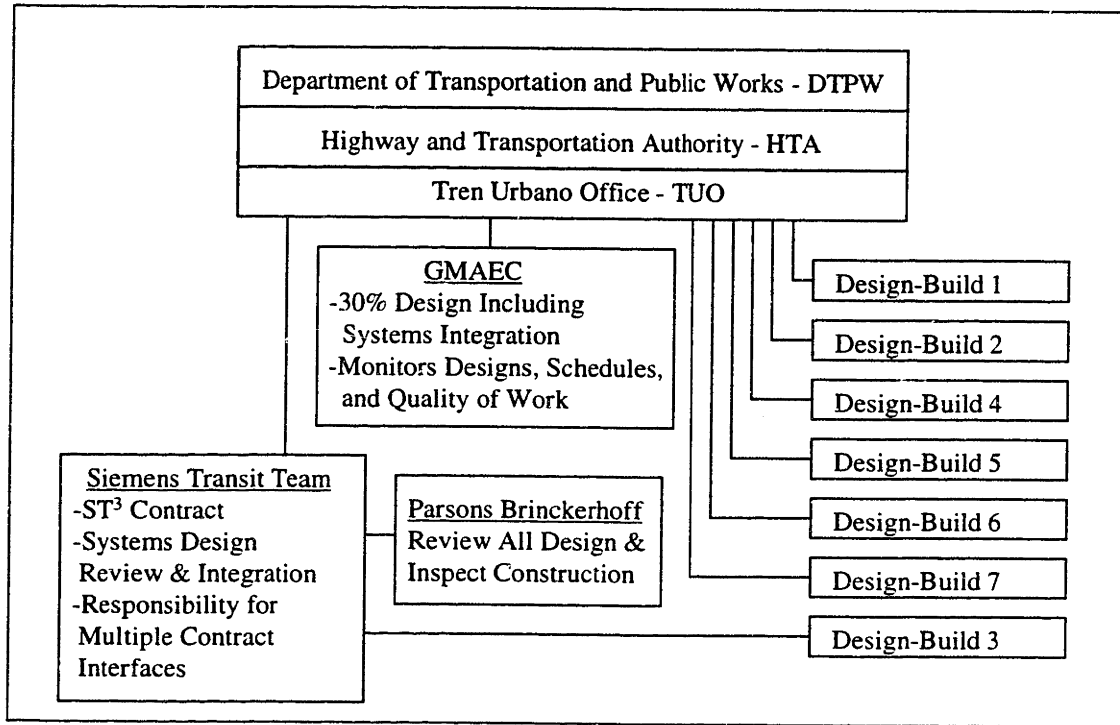 Department of Transportation and Public Works - DTPW
Highway and Transportation Authority - HTA
Tren Urbano Office - TUO
GMAEC
-30% Design Including
Systems Integration
-Monitors Designs, Schedules,
and Quality of Work
Siemens Transit Team
-ST³ Contract
-Systems Design
Review & Integration
-Responsibility for
Multiple Contract
Interfaces
Parsons Brinckerhoff
Review All Design &
Inspect Construction
Design-Build 1
Design-Build 2
Design-Build 4
Design-Build 5
Design-Build 6
Design-Build 7
Design-Build 3